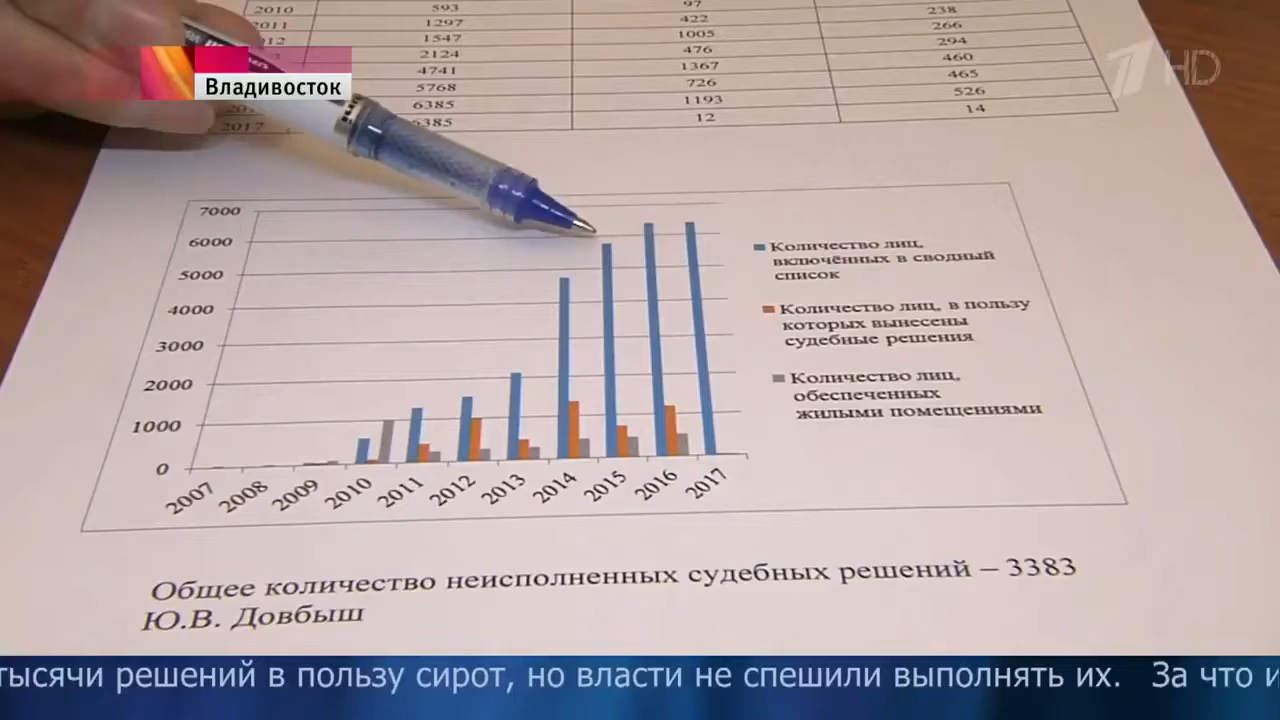 2010 593 97 238
2011 1297 422 266
1547 1005 294
2124 476 460
4741 1367 465
5768 726 526
6385 1193 14
2017 12
HD
Владивосток
7000
6000
5000
4000
3000
2000
1000
0
2007 2008 2009 2010 2011 2012 2013 2014 2015 2016 2017
Количество лиц,
включённых в сводный
список
Количество лиц, в пользу
которых вынесены
судебные решения
Количество лиц,
обеспеченных
жилыми помещениями
Общее количество неисполненных судебных решений – 3383
Ю.В. Довбыш
тысячи решений в пользу сирот, но власти не спешили выполнять их. За что